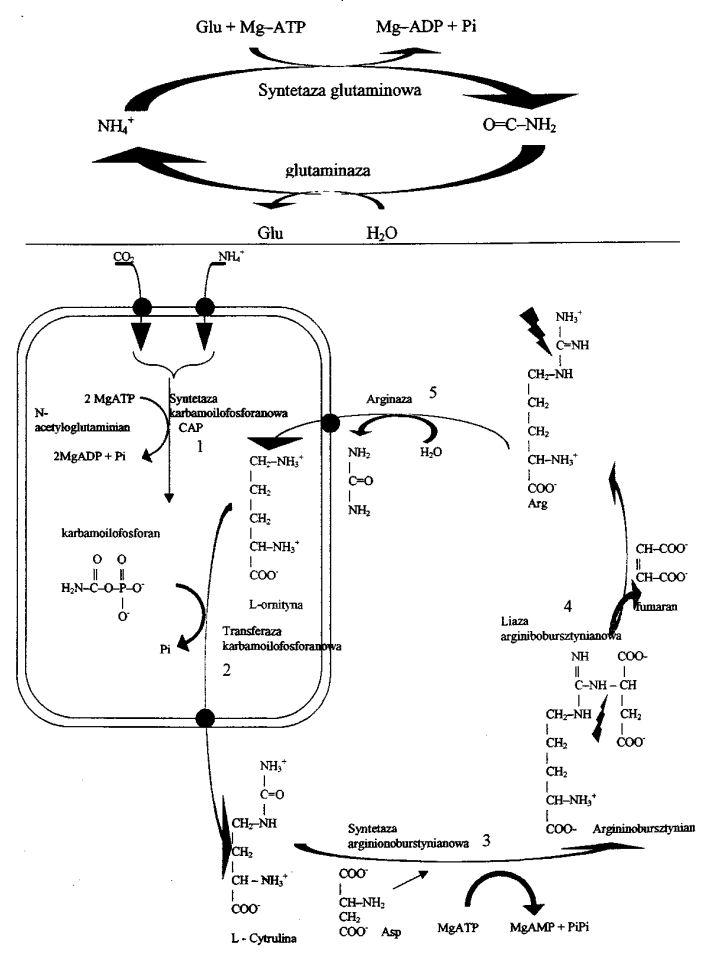 Glu + Mg–ATP
Mg–ADP + Pi
Syntetaza glutaminowa
NH₄⁺
O=C–NH₂
glutaminaza
Glu
H₂O
CO₂
NH₄⁺
2 MgATP
Syntetaza
karbamoilofosforanowa
CAP
1
N-
acetyloglutaminian
2MgADP + Pi
karbamoilofosforan
O O
H₂N–C–O–P–O⁻
O⁻
Pi
CH₂–NH₃⁺
CH₂
CH₂
CH–NH₃⁺
COO⁻
L-ornityna
Transferaza
karbamoilofosforanowa
2
Arginaza
5
H₂O
NH₂
C=O
NH₂
NH₃⁺
C=NH
CH₂–NH
CH₂
CH₂
CH–NH₃⁺
COO⁻
Arg
CH–COO⁻
CH–COO⁻
fumaran
4
Liaza
arginibobursztynianowa
NH COO-
C–NH – CH
CH₂–NH CH₂
CH₂ COO⁻
CH₂
CH–NH₃⁺
COO- Argininobursztynian
NH₃⁺
C=O
CH₂–NH
CH₂
CH – NH₃⁺
COO⁻
L - Cytrulina
Syntetaza
arginionoburstynianowa
3
COO⁻
CH–NH₂
CH₂
COO⁻ Asp
MgATP
MgAMP + PiPi